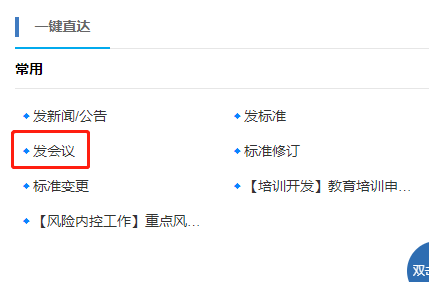 一键直达
常用
发新闻/公告
发标准
发会议
标准修订
标准变更
【培训开发】教育培训申...
【风险内控工作】重点风...
双